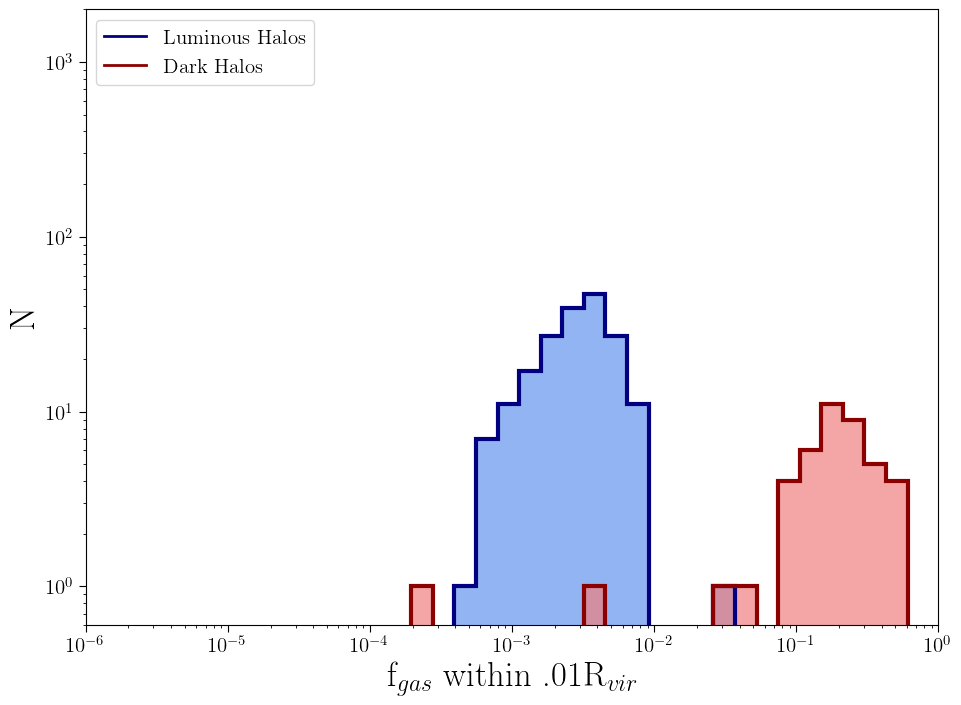 Luminous Halos
Dark Halos
10³
10²
10¹
10⁰
N
10⁻⁶ 10⁻⁵ 10⁻⁴ 10⁻³ 10⁻² 10⁻¹ 10⁰
f_gas within .01R_vir